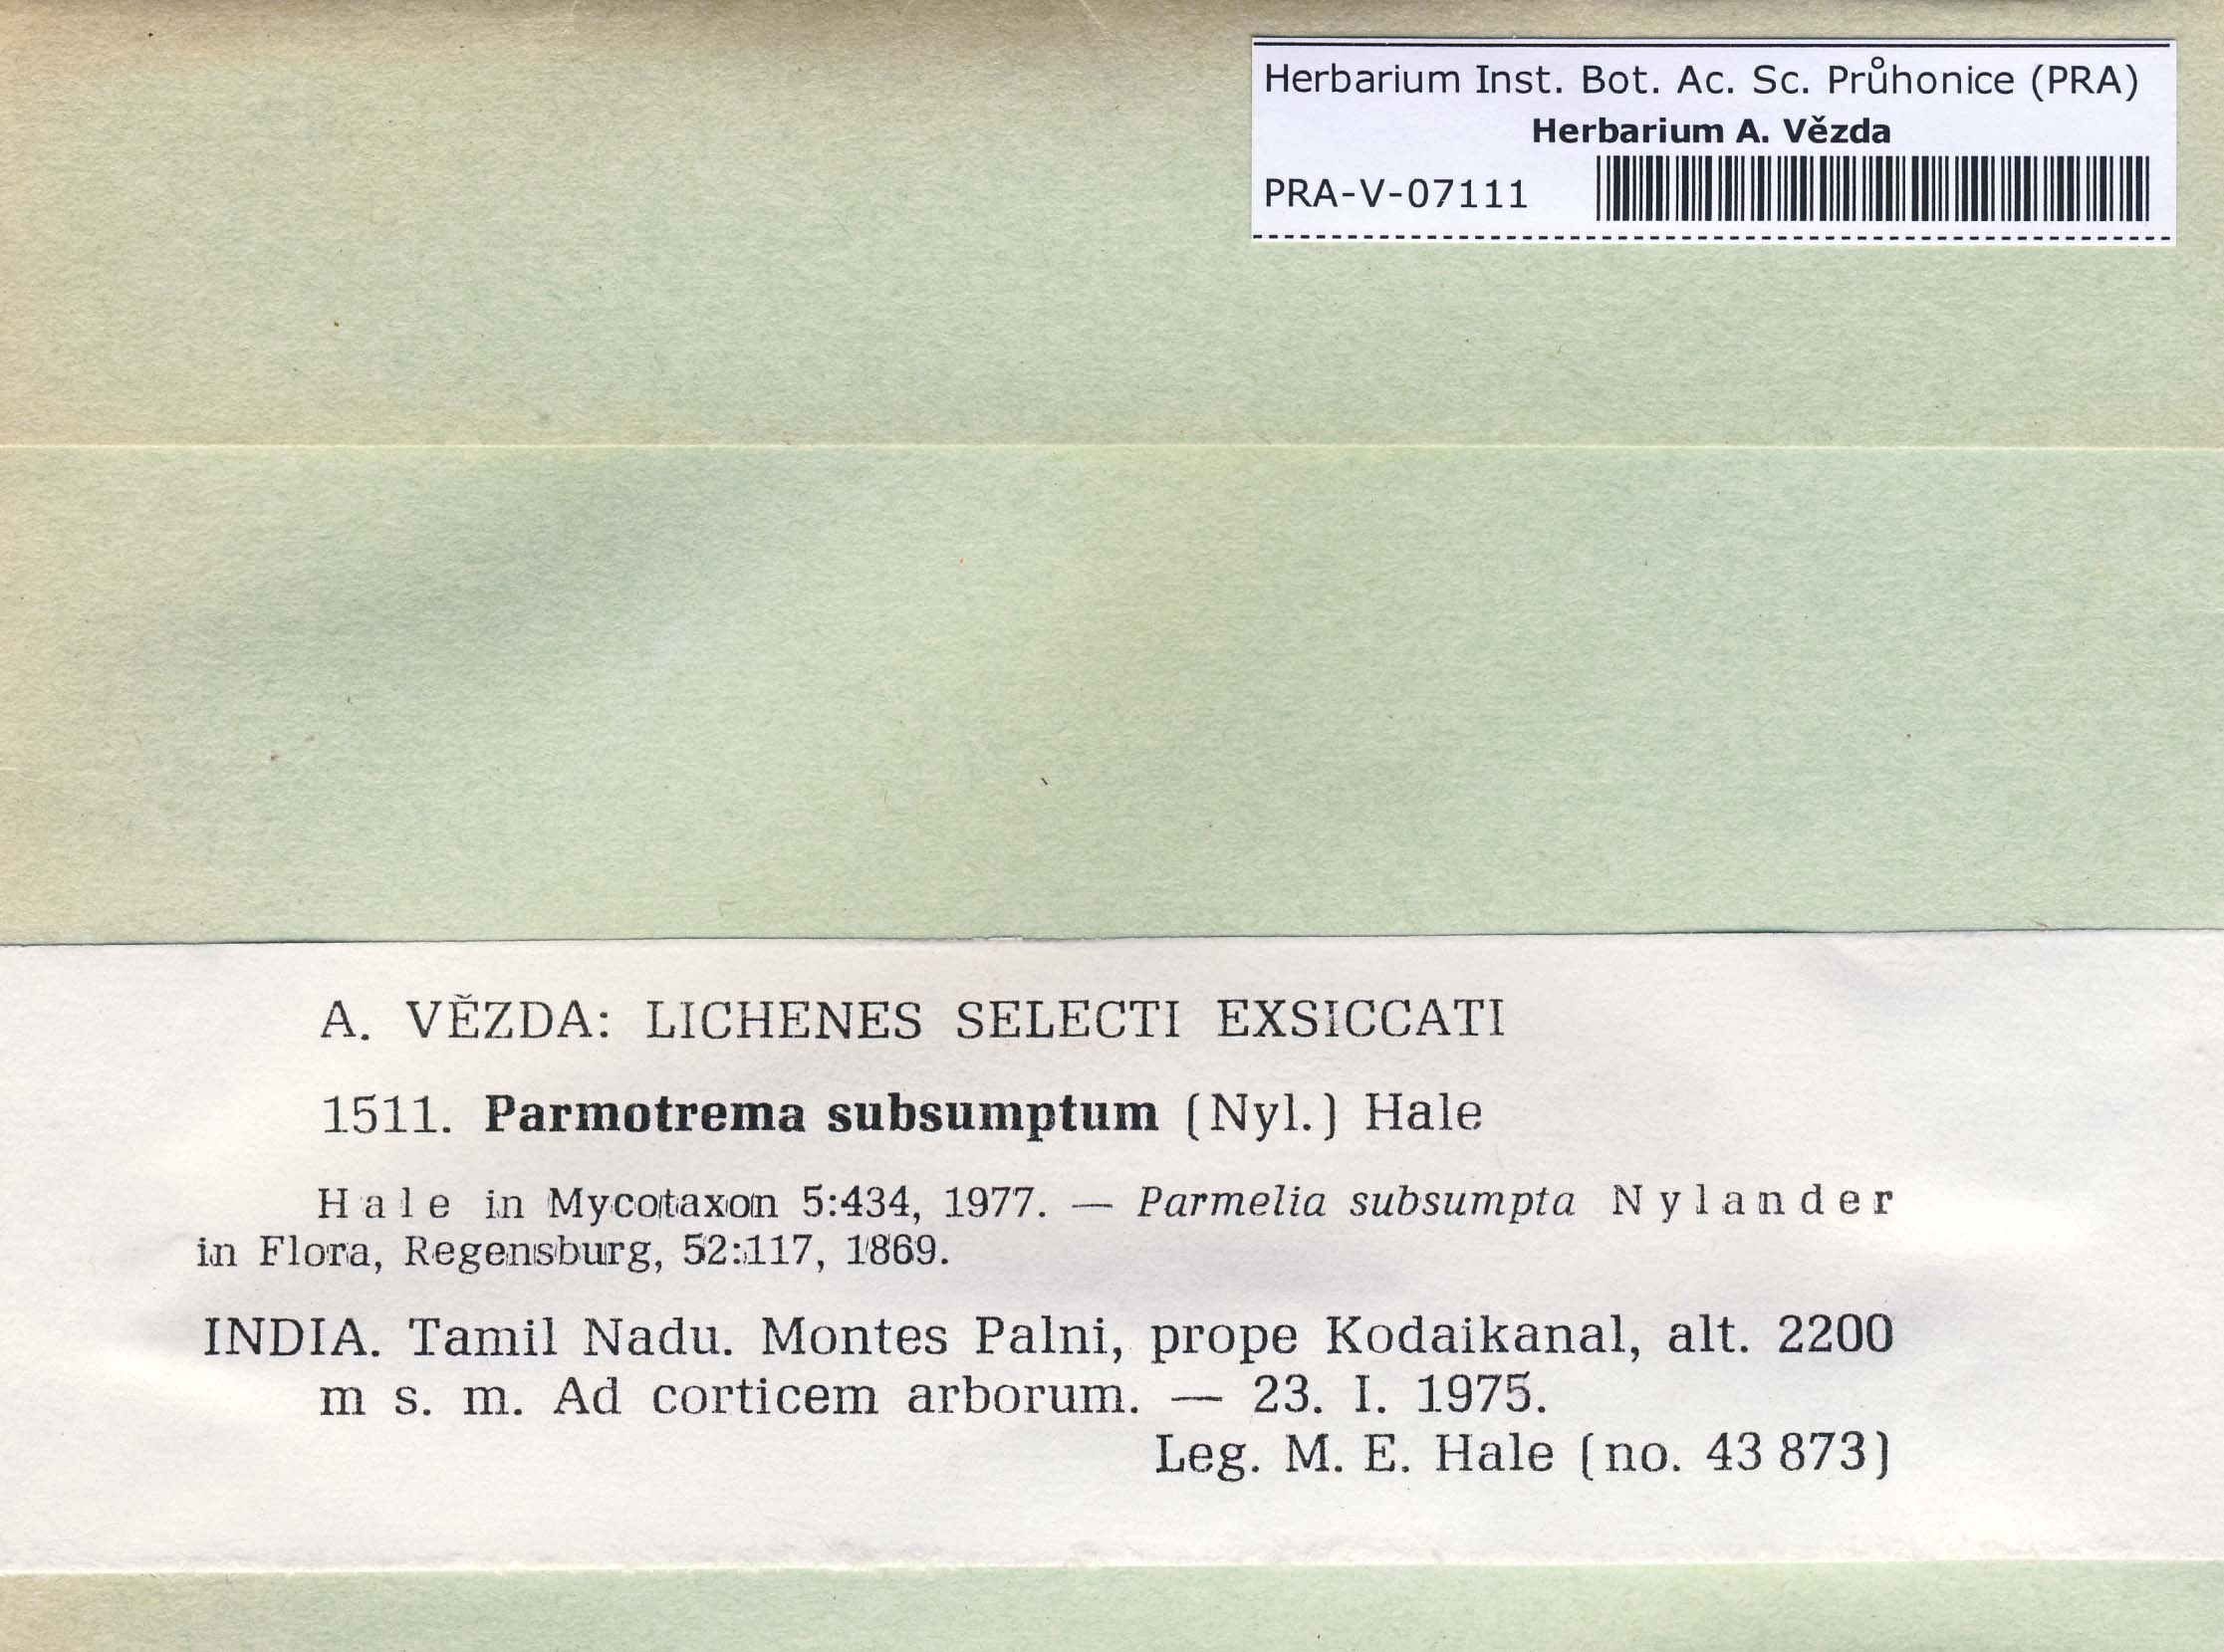 Herbarium Inst. Bot. Ac. Sc. Průhonice (PRA)
Herbarium A. Vězda
PRA-V-07111
A. VĚZDA: LICHENES SELECTI EXSICCATI
1511. Parmotrema subsumptum (Nyl.) Hale
Hale in Mycotaxon 5:434, 1977. — Parmelia subsumpta Nylander
in Flora, Regensburg, 52:117, 1869.
INDIA. Tamil Nadu. Montes Palni, prope Kodaikanal, alt. 2200
m s. m. Ad corticem arborum. — 23. I. 1975.
Leg. M. E. Hale (no. 43 873)